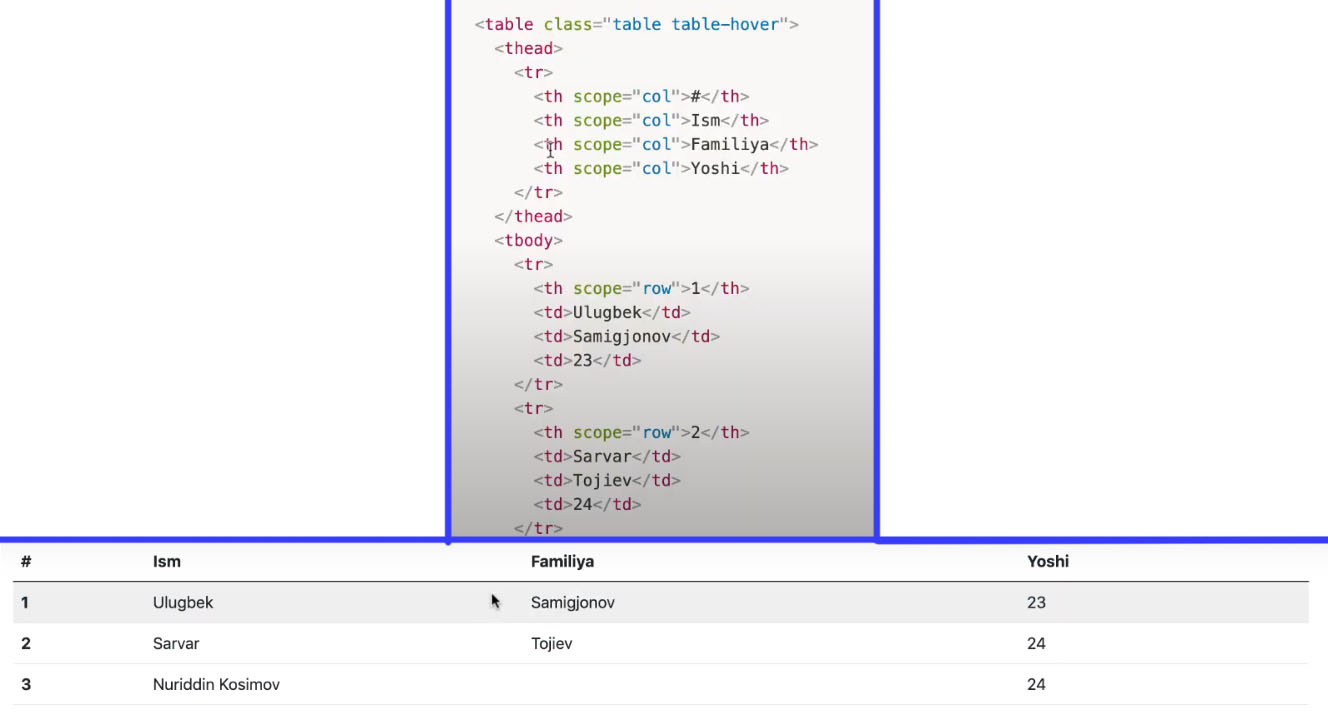 <table class="table table-hover">
<thead>
<tr>
<th scope="col">#</th>
<th scope="col">Ism</th>
<th scope="col">Familiya</th>
<th scope="col">Yoshi</th>
</tr>
</thead>
<tbody>
<tr>
<th scope="row">1</th>
<td>Ulugbek</td>
<td>Samigjonov</td>
<td>23</td>
</tr>
<tr>
<th scope="row">2</th>
<td>Sarvar</td>
<td>Tojiev</td>
<td>24</td>
</tr>
# Ism Familiya Yoshi
1 Ulugbek Samigjonov 23
2 Sarvar Tojiev 24
3 Nuriddin Kosimov 24